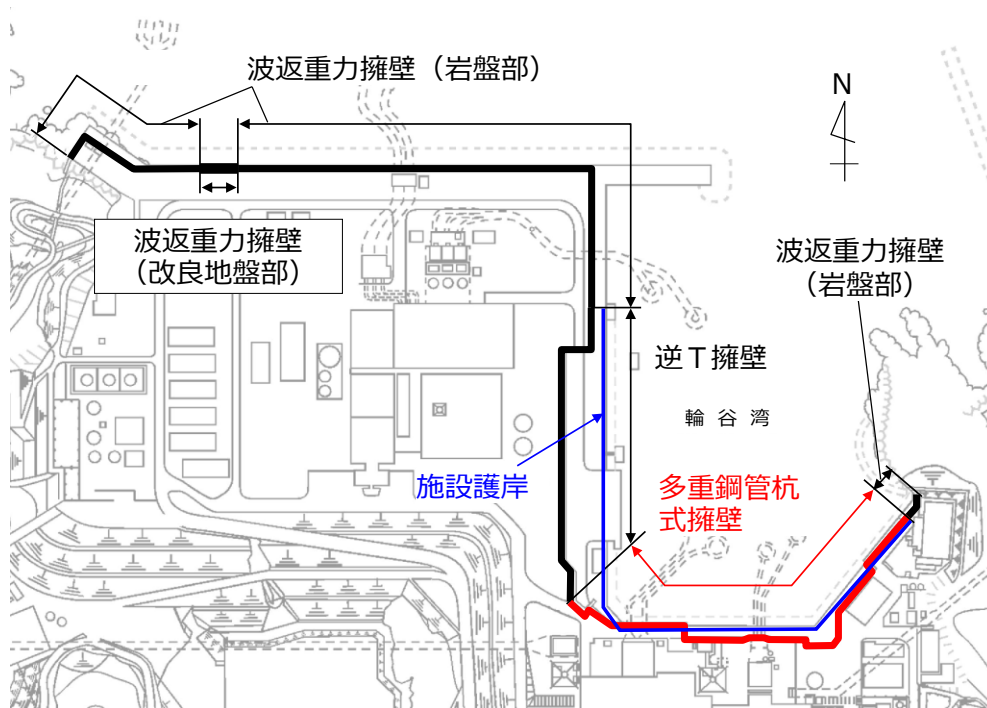 波返重力擁壁（岩盤部）
N
波返重力擁壁
（改良地盤部）
波返重力擁壁
（岩盤部）
逆Ｔ擁壁
輪谷湾
施設護岸
多重鋼管杭
式擁壁